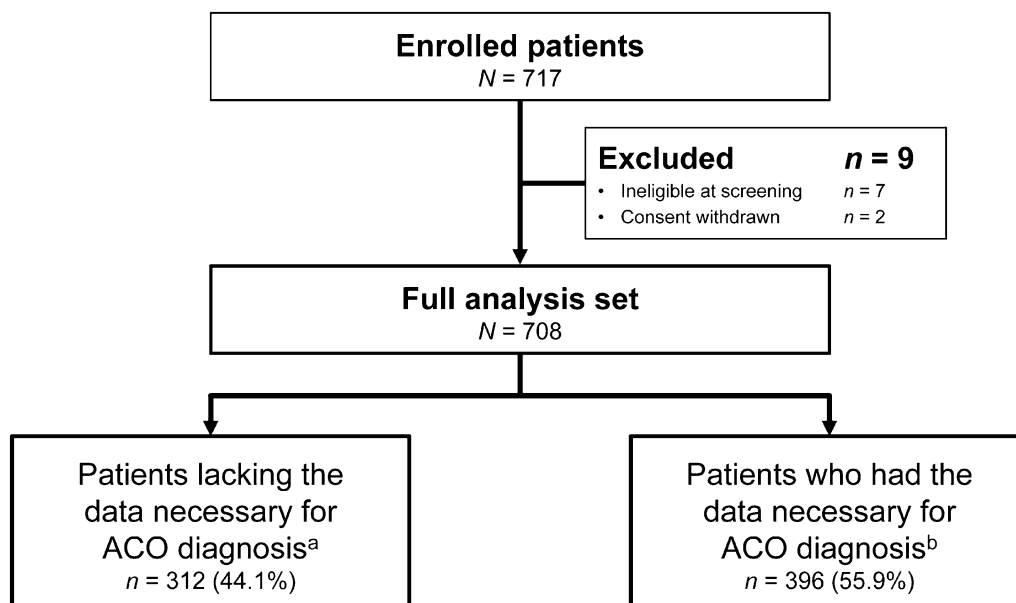 Enrolled patients
N = 717
Excluded n = 9
• Ineligible at screening n = 7
• Consent withdrawn n = 2
Full analysis set
N = 708
Patients lacking the
data necessary for
ACO diagnosisᵃ
n = 312 (44.1%)
Patients who had the
data necessary for
ACO diagnosisᵇ
n = 396 (55.9%)